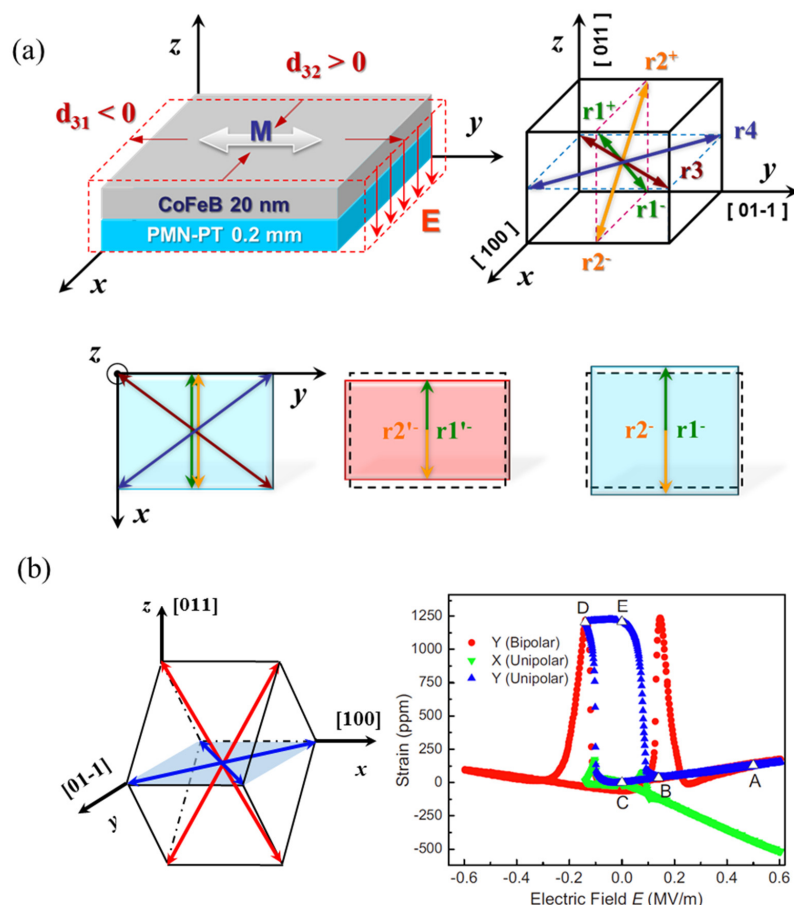 (a)
z
d32 > 0
d31 < 0
M
y
CoFeB 20 nm
PMN-PT 0.2 mm
E
x
z
[ 011 ]
r2+
r1+
r4
r3
r1-
y
[ 01-1 ]
[ 100 ]
x
r2-
z
y
x
r2'- r1'-
r2- r1-
(b)
z [011]
[100]
x
[01-1]
y
Strain (ppm)
1250
1000
750
500
250
0
-250
-500
D E
Y (Bipolar)
X (Unipolar)
Y (Unipolar)
A
B
C
-0.6 -0.4 -0.2 0.0 0.2 0.4 0.6
Electric Field E (MV/m)